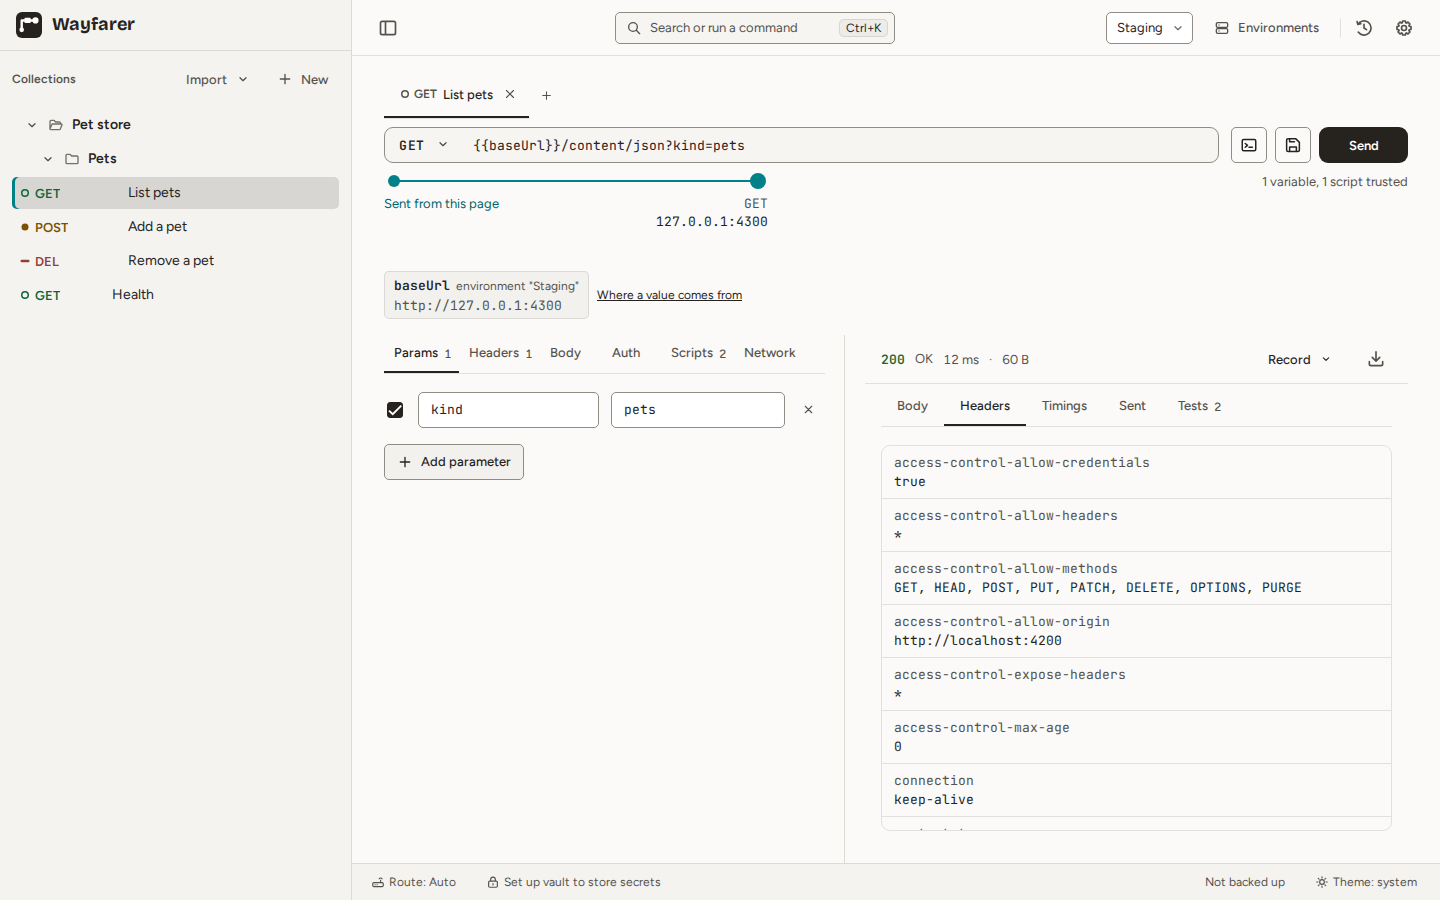 Wayfarer
Search or run a command
Ctrl+K
Staging
Environments
Collections
Import
New
Pet store
Pets
GET List pets
POST Add a pet
DEL Remove a pet
GET Health
GET List pets
GET
{{baseUrl}}/content/json?kind=pets
Send
Sent from this page
GET
127.0.0.1:4300
1 variable, 1 script trusted
baseUrl environment "Staging"
http://127.0.0.1:4300
Where a value comes from
Params 1
Headers 1
Body
Auth
Scripts 2
Network
kind
pets
Add parameter
200 OK 12 ms · 60 B
Record
Body
Headers
Timings
Sent
Tests 2
access-control-allow-credentials
true
access-control-allow-headers
*
access-control-allow-methods
GET, HEAD, POST, PUT, PATCH, DELETE, OPTIONS, PURGE
access-control-allow-origin
http://localhost:4200
access-control-expose-headers
*
access-control-max-age
0
connection
keep-alive
Route: Auto
Set up vault to store secrets
Not backed up
Theme: system